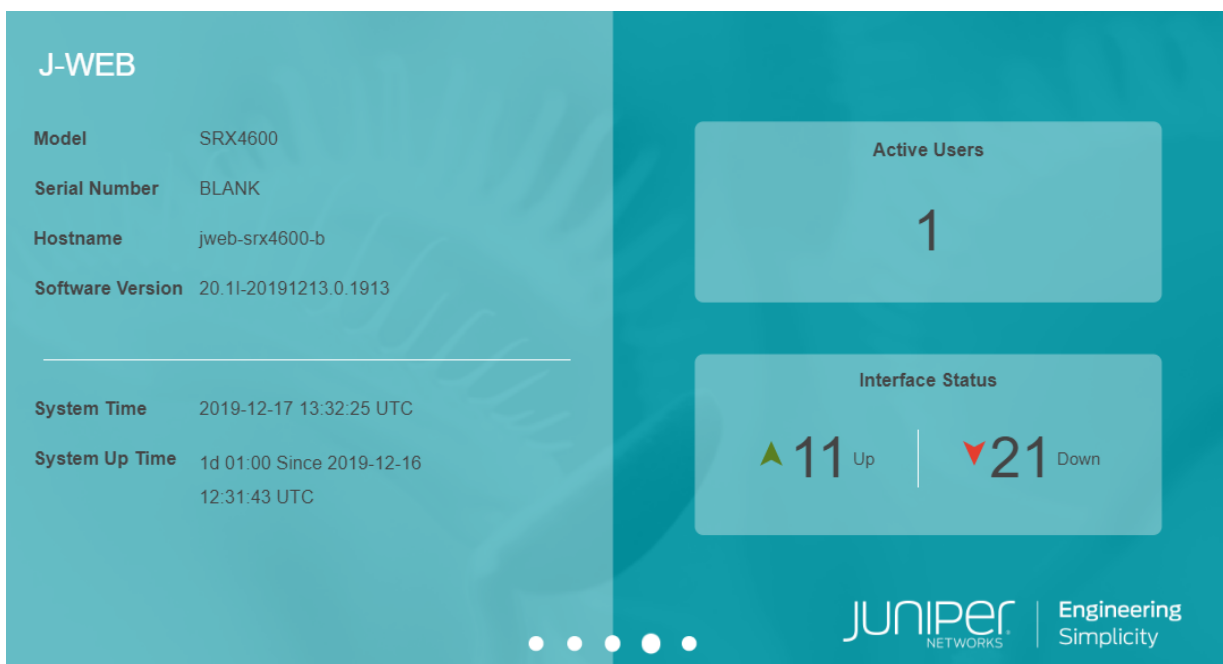 J-WEB
Model SRX4600
Serial Number BLANK
Hostname jweb-srx4600-b
Software Version 20.1I-20191213.0.1913
System Time 2019-12-17 13:32:25 UTC
System Up Time 1d 01:00 Since 2019-12-16
12:31:43 UTC
Active Users
1
Interface Status
11 Up 21 Down
JUNIPEr
NETWORKS
Engineering
Simplicity